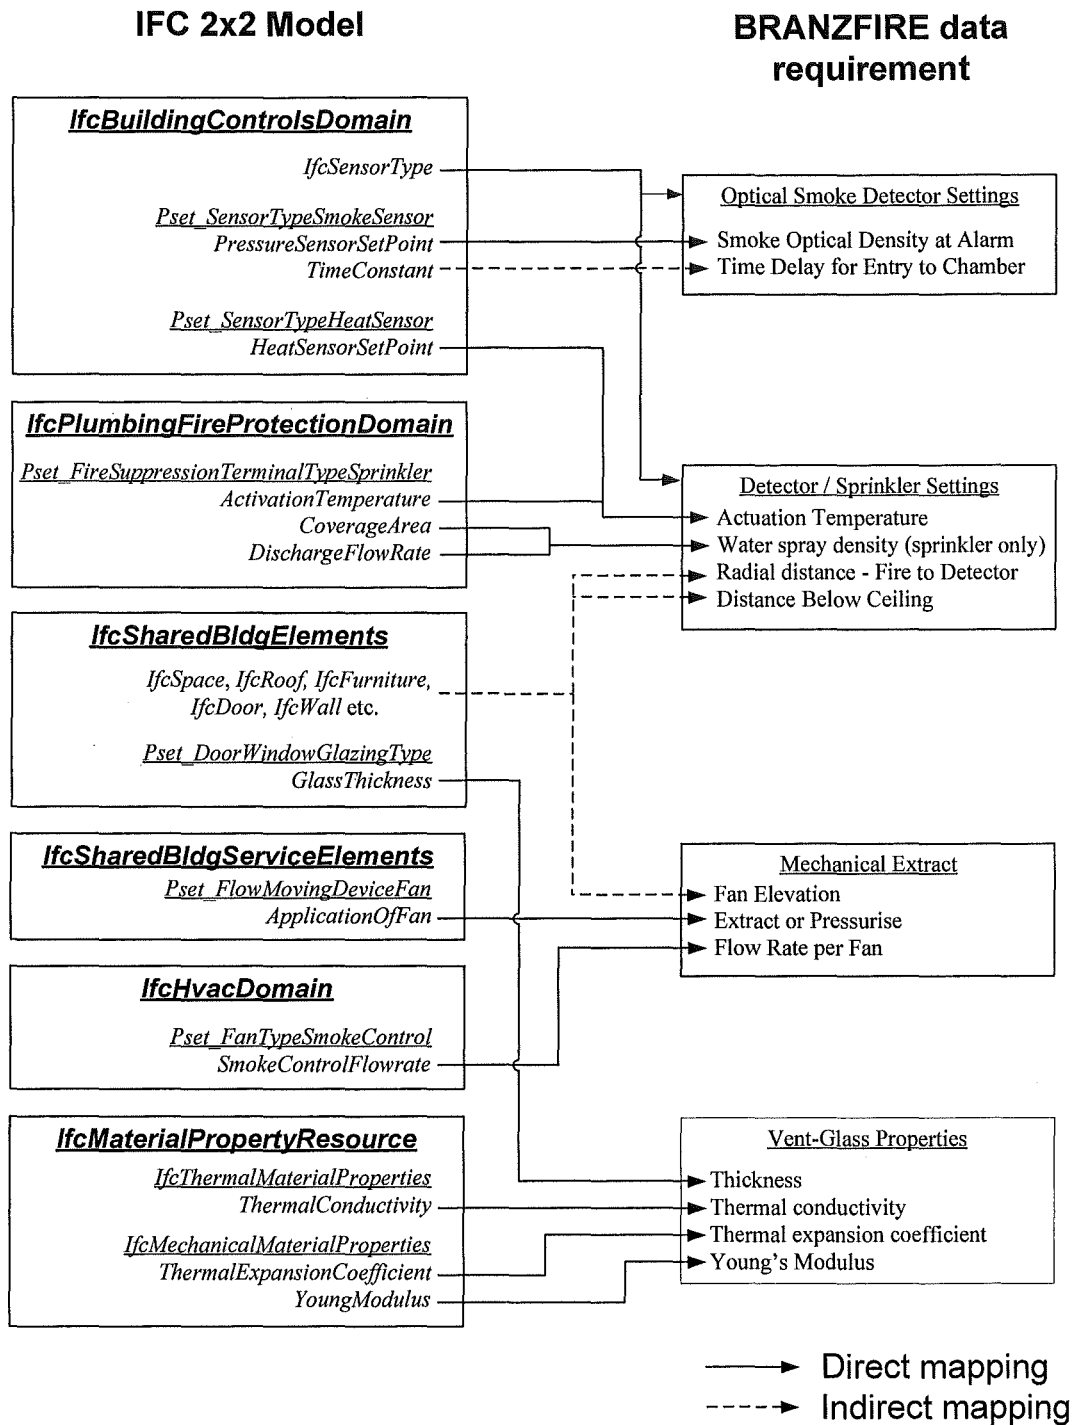 IFC 2x2 Model
BRANZFIRE data
requirement
IfcBuildingControlsDomain
IfcSensorType
Pset_SensorTypeSmokeSensor
PressureSensorSetPoint
TimeConstant
Pset_SensorTypeHeatSensor
HeatSensorSetPoint
Optical Smoke Detector Settings
Smoke Optical Density at Alarm
Time Delay for Entry to Chamber
IfcPlumbingFireProtectionDomain
Pset_FireSuppressionTerminalTypeSprinkler
ActivationTemperature
CoverageArea
DischargeFlowRate
Detector / Sprinkler Settings
Actuation Temperature
Water spray density (sprinkler only)
Radial distance - Fire to Detector
Distance Below Ceiling
IfcSharedBldgElements
IfcSpace, IfcRoof, IfcFurniture,
IfcDoor, IfcWall etc.
Pset_DoorWindowGlazingType
GlassThickness
IfcSharedBldgServiceElements
Pset_FlowMovingDeviceFan
ApplicationOfFan
Mechanical Extract
Fan Elevation
Extract or Pressurise
Flow Rate per Fan
IfcHvacDomain
Pset_FanTypeSmokeControl
SmokeControlFlowrate
IfcMaterialPropertyResource
IfcThermalMaterialProperties
ThermalConductivity
IfcMechanicalMaterialProperties
ThermalExpansionCoefficient
YoungModulus
Vent-Glass Properties
Thickness
Thermal conductivity
Thermal expansion coefficient
Young's Modulus
Direct mapping
Indirect mapping